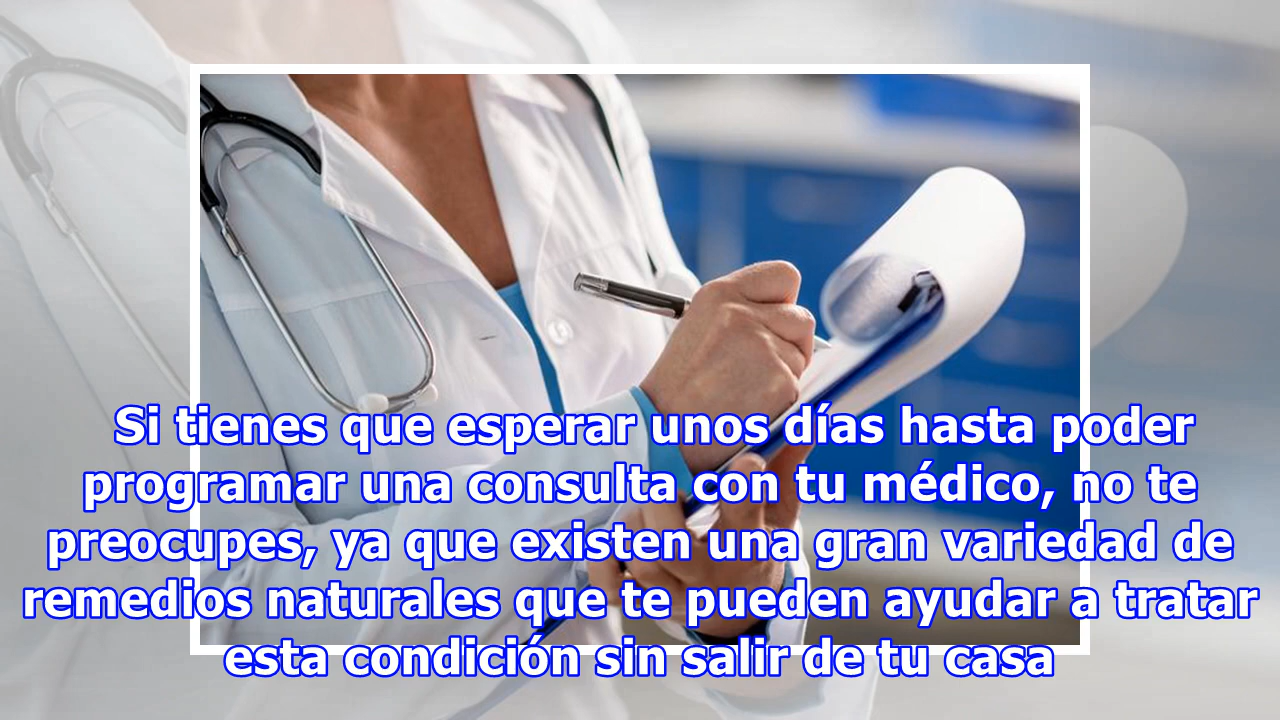 Si tienes que esperar unos días hasta poder
programar una consulta con tu médico, no te
preocupes, ya que existen una gran variedad de
remedios naturales que te pueden ayudar a tratar
esta condición sin salir de tu casa